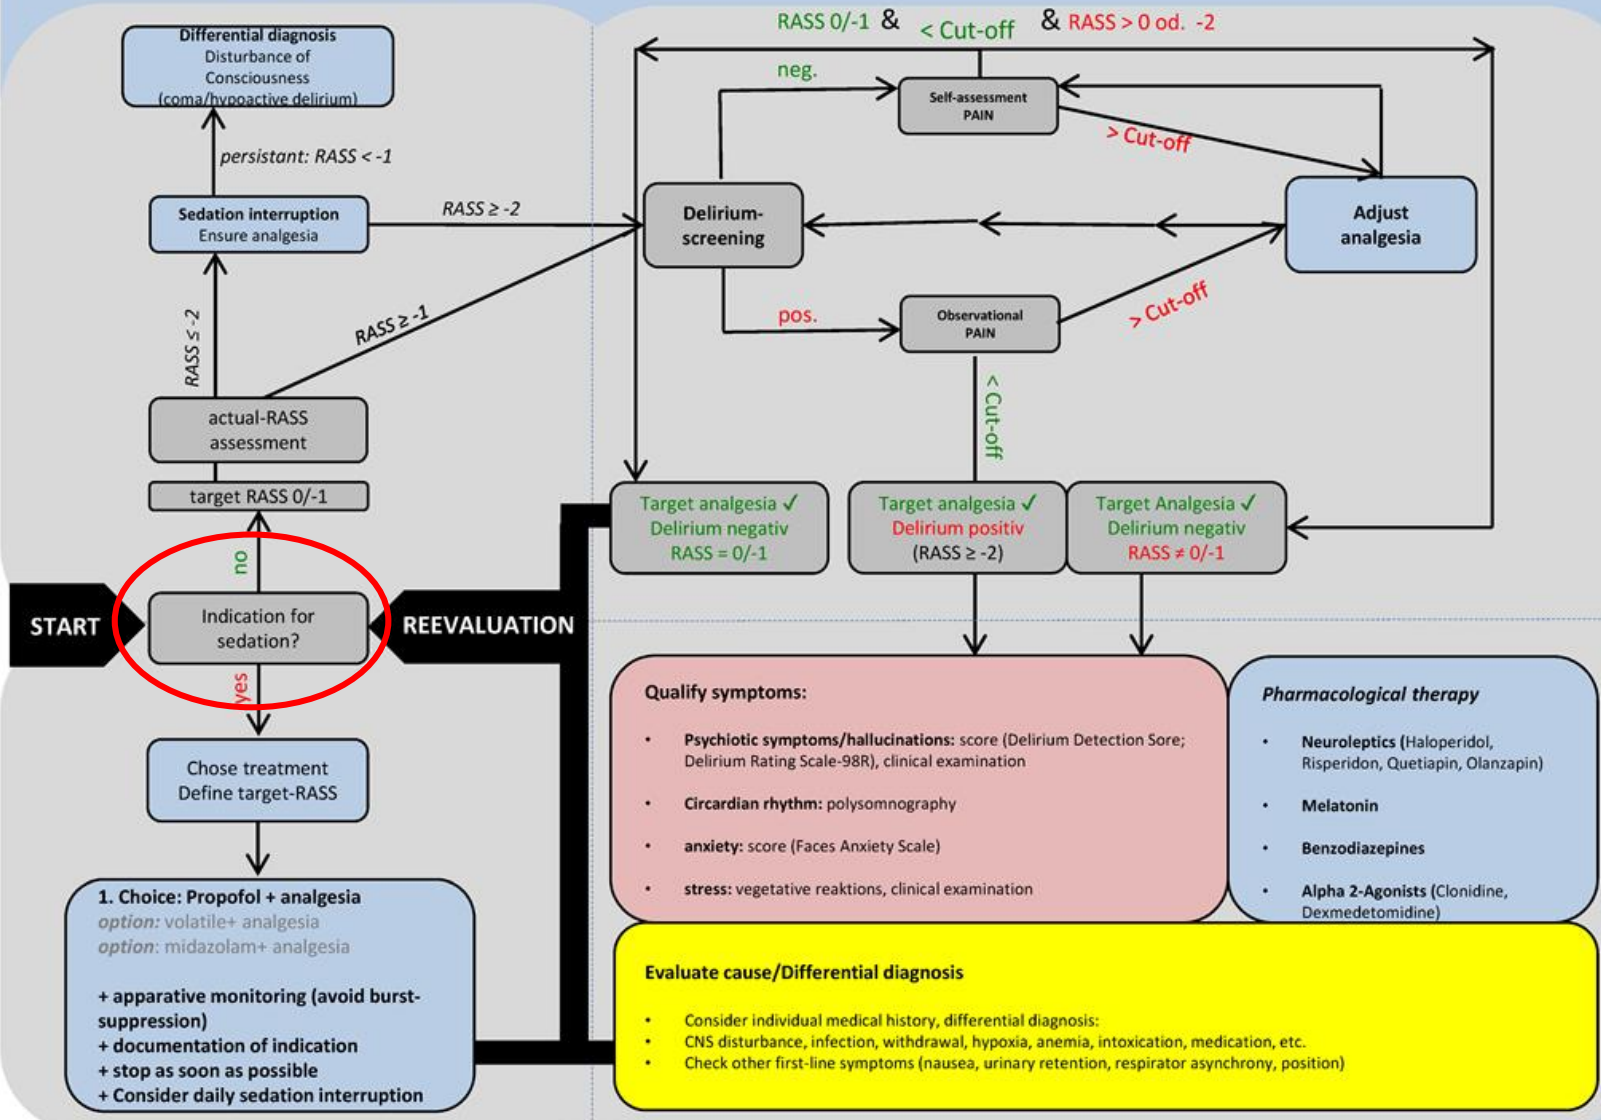 RASS 0/-1 & < Cut-off & RASS > 0 od. -2
Differential diagnosis
Disturbance of
Consciousness
(coma/hypoactive delirium)
persistant: RASS < -1
Sedation interruption
Ensure analgesia
RASS ≥ -2
RASS ≤ -2
RASS ≥ -1
actual-RASS
assessment
target RASS 0/-1
no
START
Indication for
sedation?
REEVALUATION
yes
Chose treatment
Define target-RASS
1. Choice: Propofol + analgesia
option: volatile+ analgesia
option: midazolam+ analgesia
+ apparative monitoring (avoid burst-
suppression)
+ documentation of indication
+ stop as soon as possible
+ Consider daily sedation interruption
neg.
Self-assessment
PAIN
> Cut-off
Delirium-
screening
Adjust
analgesia
pos.
Observational
PAIN
> Cut-off
< Cut-off
Target analgesia ✓
Delirium negativ
RASS = 0/-1
Target analgesia ✓
Delirium positiv
(RASS ≥ -2)
Target Analgesia ✓
Delirium negativ
RASS ≠ 0/-1
Qualify symptoms:
• Psychiotic symptoms/hallucinations: score (Delirium Detection Sore;
Delirium Rating Scale-98R), clinical examination
• Circardian rhythm: polysomnography
• anxiety: score (Faces Anxiety Scale)
• stress: vegetative reaktions, clinical examination
Pharmacological therapy
• Neuroleptics (Haloperidol,
Risperidon, Quetiapin, Olanzapin)
• Melatonin
• Benzodiazepines
• Alpha 2-Agonists (Clonidine,
Dexmedetomidine)
Evaluate cause/Differential diagnosis
• Consider individual medical history, differential diagnosis:
• CNS disturbance, infection, withdrawal, hypoxia, anemia, intoxication, medication, etc.
• Check other first-line symptoms (nausea, urinary retention, respirator asynchrony, position)